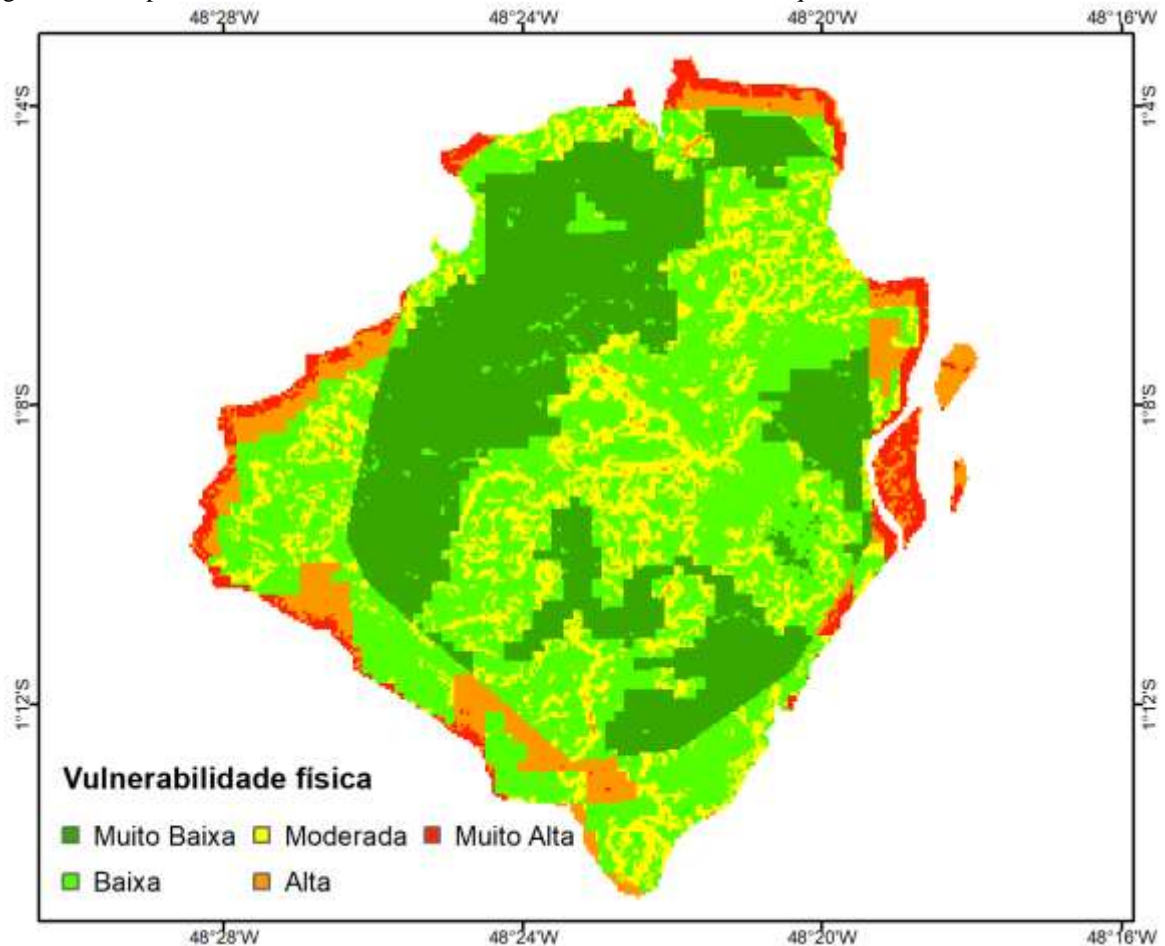 48°28'W 48°24'W 48°20'W 48°16'W
1°4'S 1°4'S
1°8'S 1°8'S
1°12'S 1°12'S
Vulnerabilidade física
Muito Baixa Moderada Muito Alta
Baixa Alta
48°28'W 48°24'W 48°20'W 48°16'W